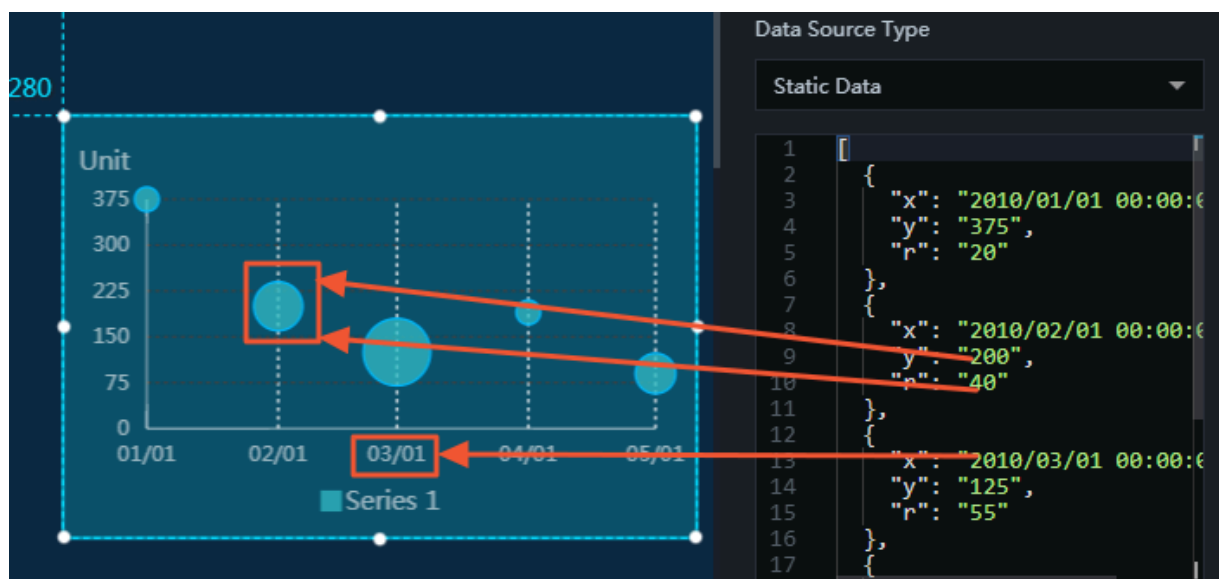 280
Unit
375
300
225
150
75
0
01/01 02/01 03/01 04/01 05/01
Series 1
Data Source Type
Static Data
1 [
2 {
3 "x": "2010/01/01 00:00:0
4 "y": "375",
5 "r": "20"
6 },
7 {
8 "x": "2010/02/01 00:00:0
9 "y": "200",
10 "r": "40"
11 },
12 {
13 "x": "2010/03/01 00:00:0
14 "y": "125",
15 "r": "55"
16 },
17 {